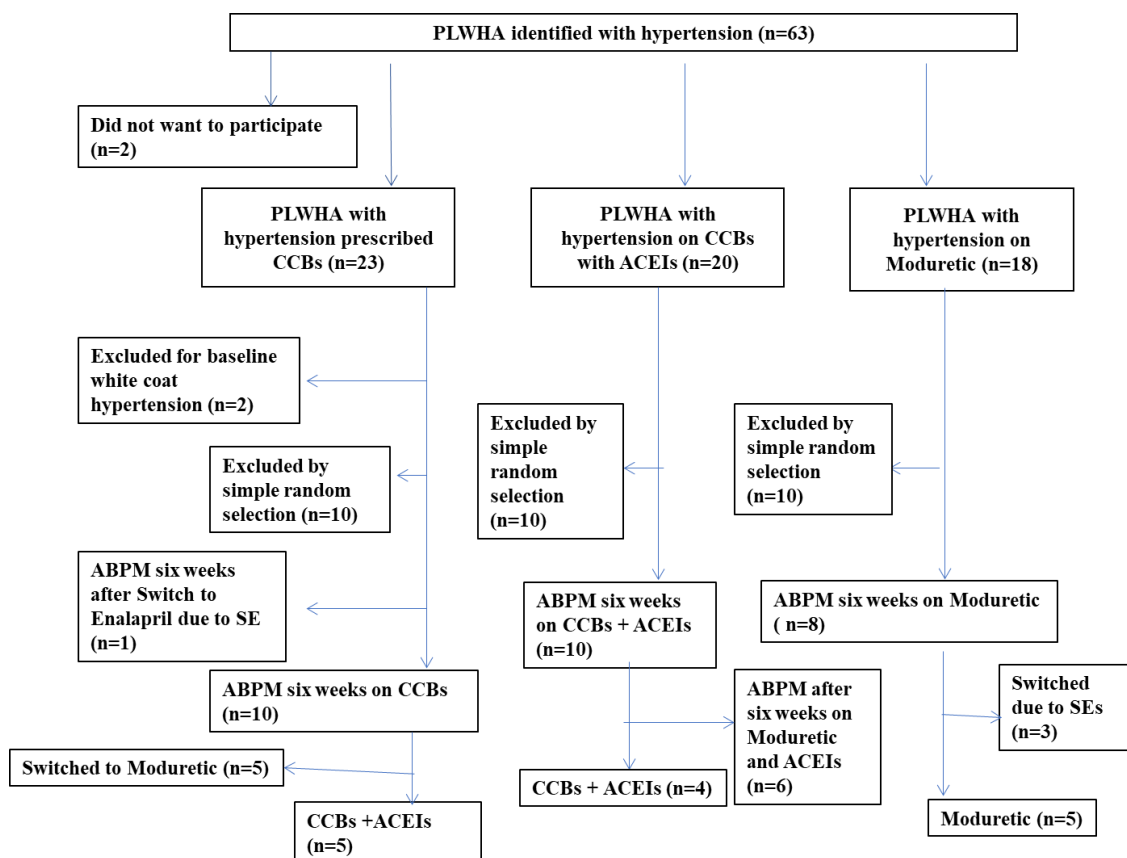 PLWHA identified with hypertension (n=63)
Did not want to participate
(n=2)
PLWHA with
hypertension prescribed
CCBs (n=23)
PLWHA with
hypertension on CCBs
with ACEIs (n=20)
PLWHA with
hypertension on
Moduretic (n=18)
Excluded for baseline
white coat
hypertension (n=2)
Excluded by
simple random
selection (n=10)
Excluded by
simple
random
selection
(n=10)
Excluded by
simple random
selection
(n=10)
ABPM six weeks
after Switch to
Enalapril due to SE
(n=1)
ABPM six weeks
on CCBs + ACEIs
(n=10)
ABPM six weeks on Moduretic
( n=8)
ABPM six weeks on CCBs
(n=10)
ABPM after
six weeks on
Moduretic
and ACEIs
(n=6)
Switched
due to SEs
(n=3)
Switched to Moduretic (n=5)
CCBs +ACEIs
(n=5)
CCBs + ACEIs (n=4)
Moduretic (n=5)